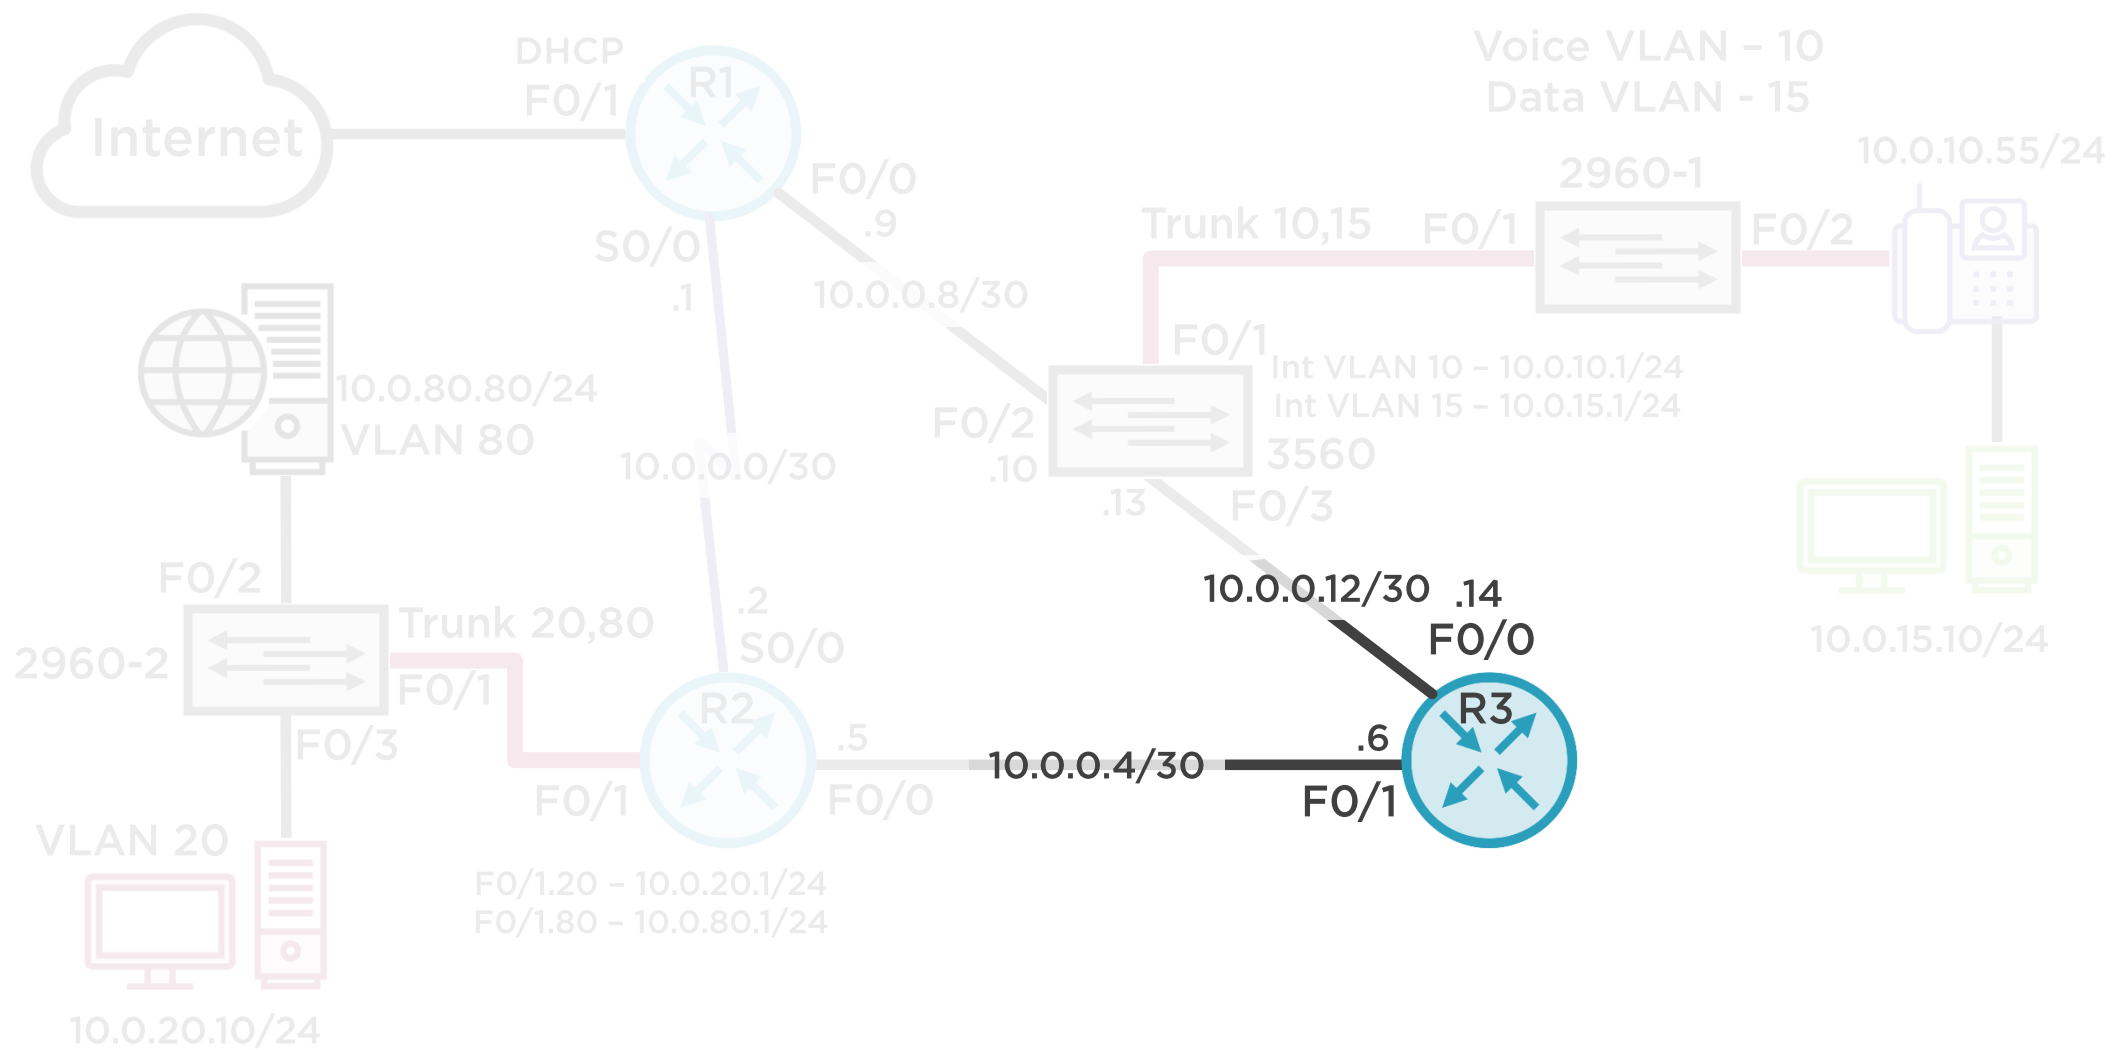 DHCP
F0/1
R1
Internet
F0/0
.9
S0/0
.1
10.0.0.8/30
Voice VLAN – 10
Data VLAN - 15
2960-1
10.0.10.55/24
Trunk 10,15
F0/1
F0/2
F0/1
Int VLAN 10 – 10.0.10.1/24
Int VLAN 15 – 10.0.15.1/24
F0/2
3560
.10
.13
F0/3
10.0.80.80/24
VLAN 80
10.0.0.0/30
F0/2
2960-2
Trunk 20,80
F0/1
F0/3
.2
S0/0
R2
.5
F0/1
F0/0
10.0.0.12/30
.14
F0/0
R3
.6
10.0.0.4/30
F0/1
10.0.15.10/24
VLAN 20
F0/1.20 – 10.0.20.1/24
F0/1.80 – 10.0.80.1/24
10.0.20.10/24